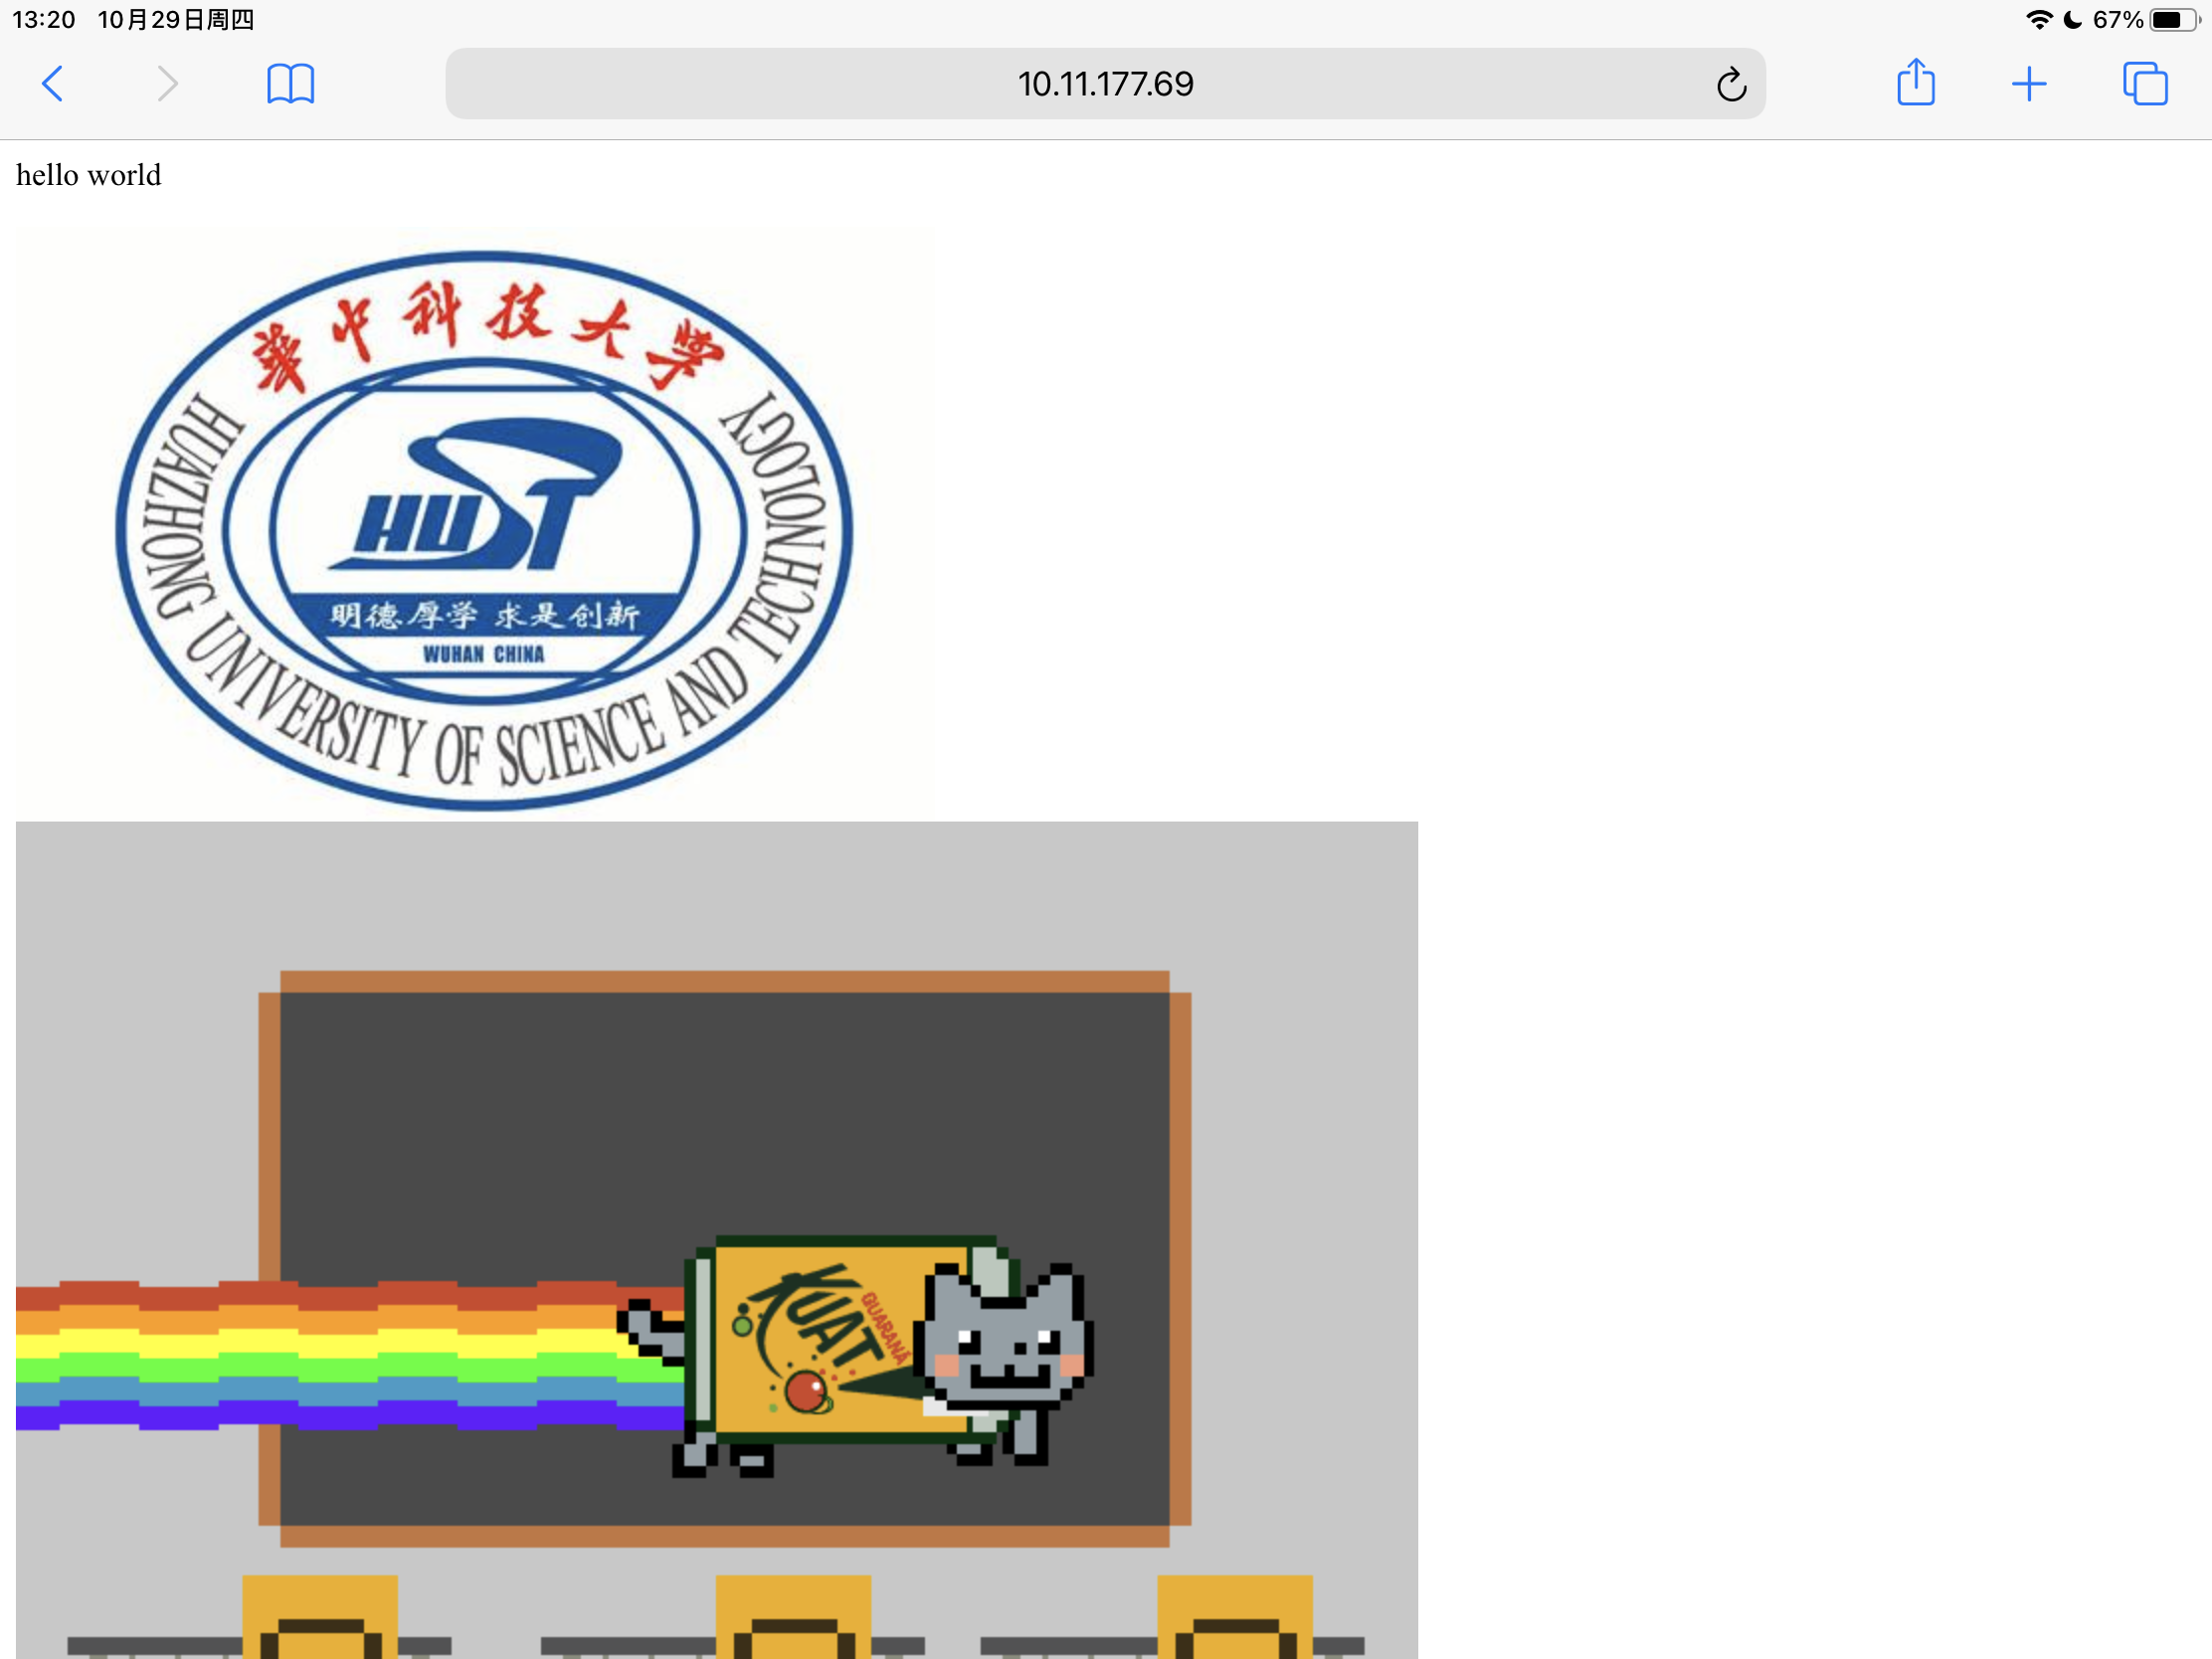 13:20 10月29日周四
67%
10.11.177.69
hello world
華中科技大学
HUAZHONG UNIVERSITY OF SCIENCE AND TECHNOLOGY
HUST
明德厚学 求是创新
WUHAN CHINA
KUAT
GUARANÁ